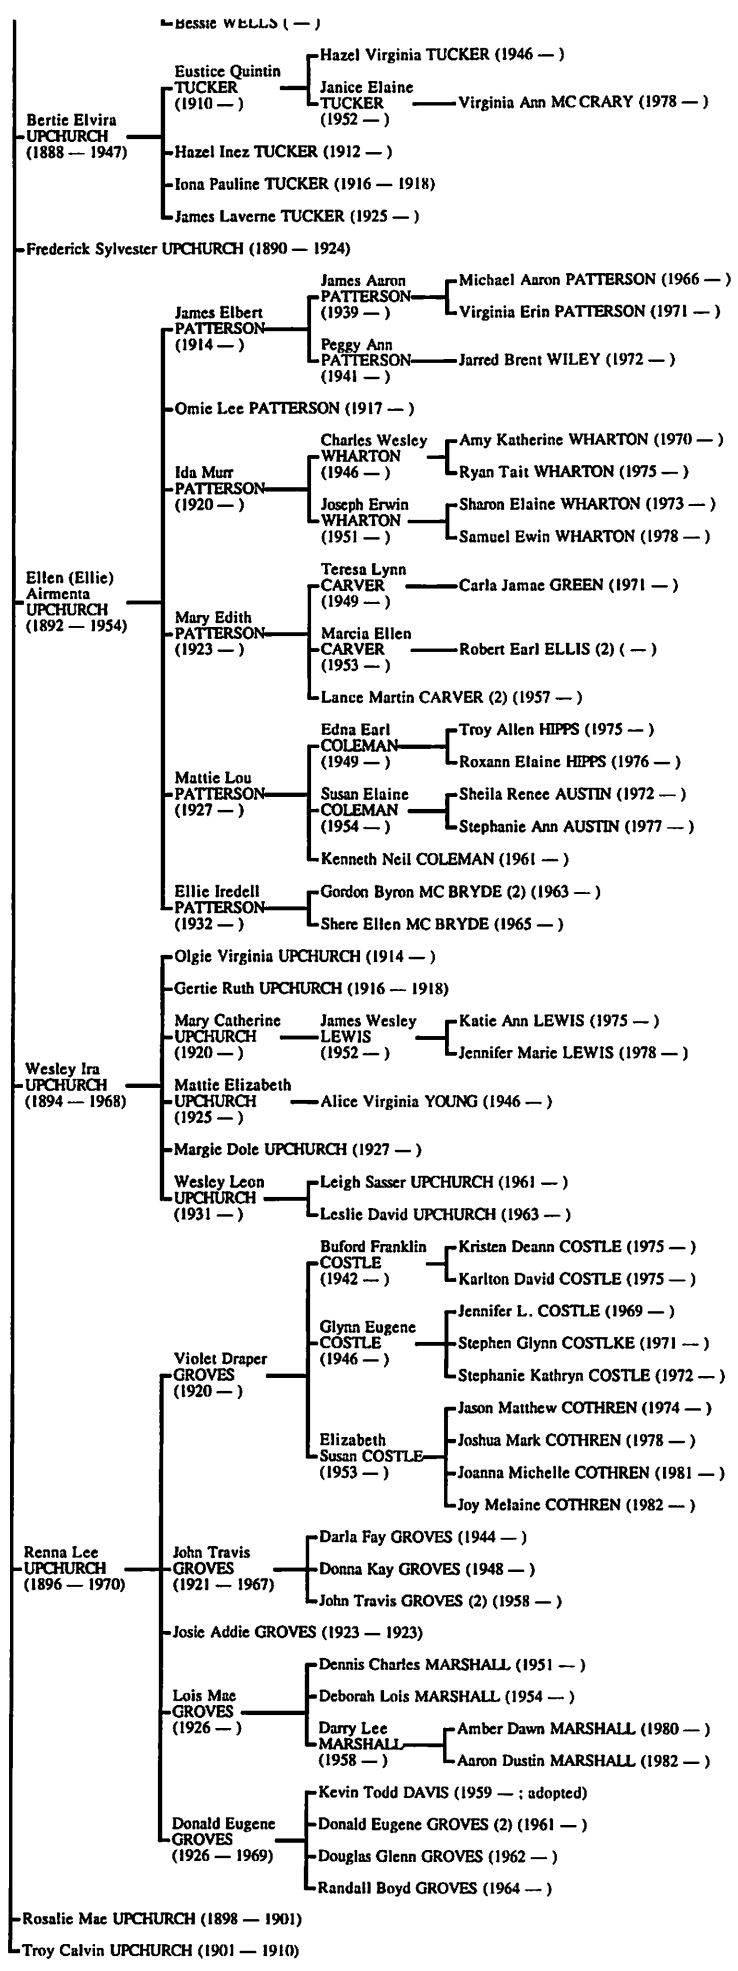 Bessie WELLS ( — )
Hazel Virginia TUCKER (1946 — )
Eustice Quintin
TUCKER
(1910 — )
Janice Elaine
TUCKER
(1952 — )
Virginia Ann MC CRARY (1978 — )
Bertie Elvira
UPCHURCH
(1888 — 1947)
Hazel Inez TUCKER (1912 — )
Iona Pauline TUCKER (1916 — 1918)
James Laverne TUCKER (1925 — )
Frederick Sylvester UPCHURCH (1890 — 1924)
James Aaron
PATTERSON
(1939 — )
Michael Aaron PATTERSON (1966 — )
Virginia Erin PATTERSON (1971 — )
James Elbert
PATTERSON
(1914 — )
Peggy Ann
PATTERSON
(1941 — )
Jarred Brent WILEY (1972 — )
Omie Lee PATTERSON (1917 — )
Charles Wesley
WHARTON
(1946 — )
Amy Katherine WHARTON (1970 — )
Ryan Tait WHARTON (1975 — )
Ida Murr
PATTERSON
(1920 — )
Joseph Erwin
WHARTON
(1951 — )
Sharon Elaine WHARTON (1973 — )
Samuel Ewin WHARTON (1978 — )
Ellen (Ellie)
Airmenta
UPCHURCH
(1892 — 1954)
Teresa Lynn
CARVER
(1949 — )
Carla Jamae GREEN (1971 — )
Mary Edith
PATTERSON
(1923 — )
Marcia Ellen
CARVER
(1953 — )
Robert Earl ELLIS (2) ( — )
Lance Martin CARVER (2) (1957 — )
Edna Earl
COLEMAN
(1949 — )
Troy Allen HIPPS (1975 — )
Roxann Elaine HIPPS (1976 — )
Mattie Lou
PATTERSON
(1927 — )
Susan Elaine
COLEMAN
(1954 — )
Sheila Renee AUSTIN (1972 — )
Stephanie Ann AUSTIN (1977 — )
Kenneth Neil COLEMAN (1961 — )
Ellie Iredell
PATTERSON
(1932 — )
Gordon Byron MC BRYDE (2) (1963 — )
Shere Ellen MC BRYDE (1965 — )
Olgie Virginia UPCHURCH (1914 — )
Gertie Ruth UPCHURCH (1916 — 1918)
Mary Catherine
UPCHURCH
(1920 — )
James Wesley
LEWIS
(1952 — )
Katie Ann LEWIS (1975 — )
Jennifer Marie LEWIS (1978 — )
Wesley Ira
UPCHURCH
(1894 — 1968)
Mattie Elizabeth
UPCHURCH
(1925 — )
Alice Virginia YOUNG (1946 — )
Margie Dole UPCHURCH (1927 — )
Wesley Leon
UPCHURCH
(1931 — )
Leigh Sasser UPCHURCH (1961 — )
Leslie David UPCHURCH (1963 — )
Buford Franklin
COSTLE
(1942 — )
Kristen Deann COSTLE (1975 — )
Karlton David COSTLE (1975 — )
Glynn Eugene
COSTLE
(1946 — )
Jennifer L. COSTLE (1969 — )
Stephen Glynn COSTLKE (1971 — )
Stephanie Kathryn COSTLE (1972 — )
Violet Draper
GROVES
(1920 — )
Elizabeth
Susan COSTLE
(1953 — )
Jason Matthew COTHREN (1974 — )
Joshua Mark COTHREN (1978 — )
Joanna Michelle COTHREN (1981 — )
Joy Melaine COTHREN (1982 — )
Renna Lee
UPCHURCH
(1896 — 1970)
John Travis
GROVES
(1921 — 1967)
Darla Fay GROVES (1944 — )
Donna Kay GROVES (1948 — )
John Travis GROVES (2) (1958 — )
Josie Addie GROVES (1923 — 1923)
Dennis Charles MARSHALL (1951 — )
Deborah Lois MARSHALL (1954 — )
Lois Mae
GROVES
(1926 — )
Darry Lee
MARSHALL
(1958 — )
Amber Dawn MARSHALL (1980 — )
Aaron Dustin MARSHALL (1982 — )
Kevin Todd DAVIS (1959 — ; adopted)
Donald Eugene
GROVES
(1926 — 1969)
Donald Eugene GROVES (2) (1961 — )
Douglas Glenn GROVES (1962 — )
Randall Boyd GROVES (1964 — )
Rosalie Mae UPCHURCH (1898 — 1901)
Troy Calvin UPCHURCH (1901 — 1910)